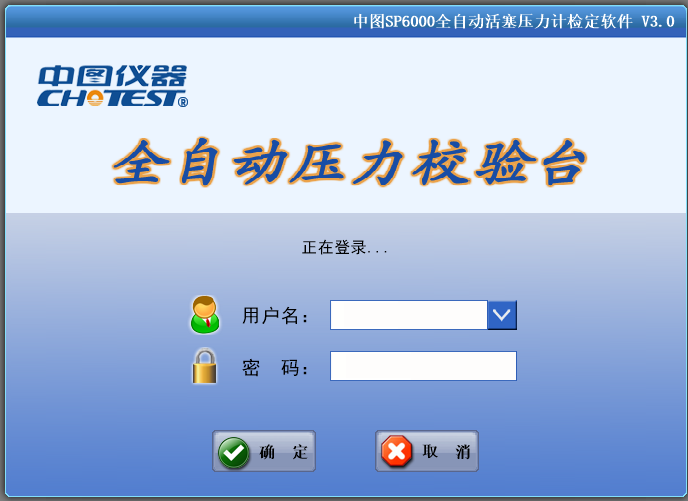 中图SP6000全自动活塞压力计检定软件 V3.0
中图仪器
CHOTEST®
全自动压力校验台
正在登录...
用户名：
密 码：
确 定 取 消